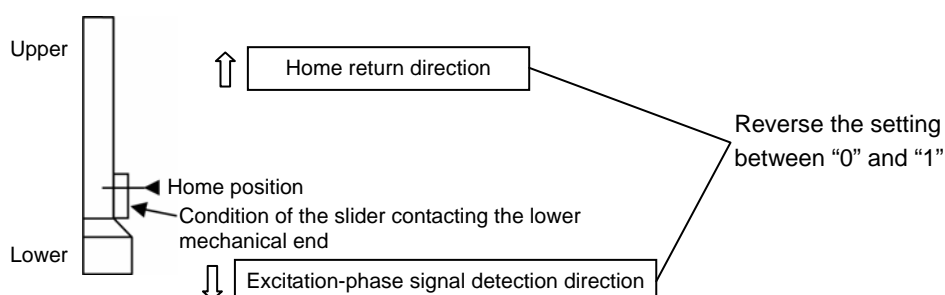 Upper
Home return direction
Reverse the setting
between “0” and “1”
Home position
Condition of the slider contacting the lower
mechanical end
Lower
Excitation-phase signal detection direction